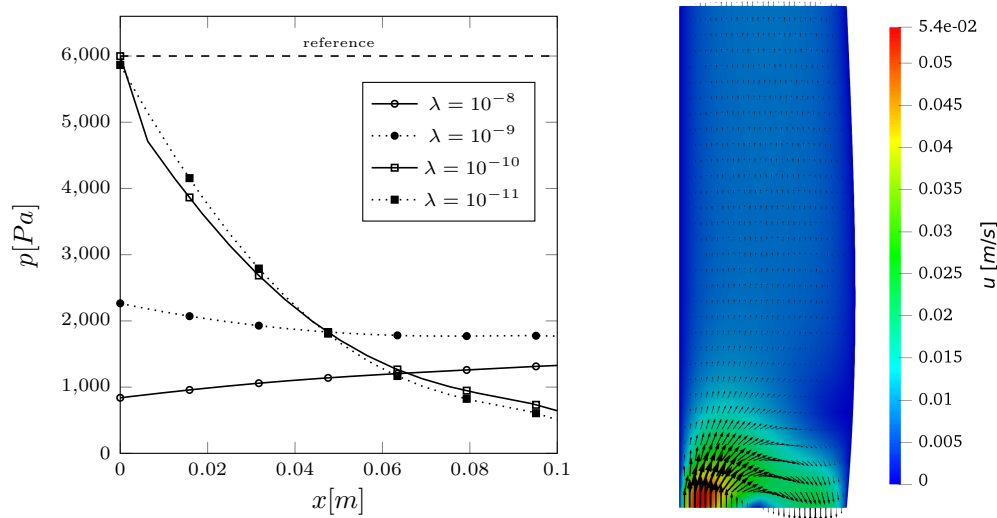 reference
6,000
5,000
4,000
3,000
2,000
1,000
0
p[Pa]
λ = 10⁻⁸
λ = 10⁻⁹
λ = 10⁻¹⁰
λ = 10⁻¹¹
0 0.02 0.04 0.06 0.08 0.1
x[m]
5.4e-02
0.05
0.045
0.04
0.035
0.03
0.025
0.02
0.015
0.01
0.005
0
u [m/s]